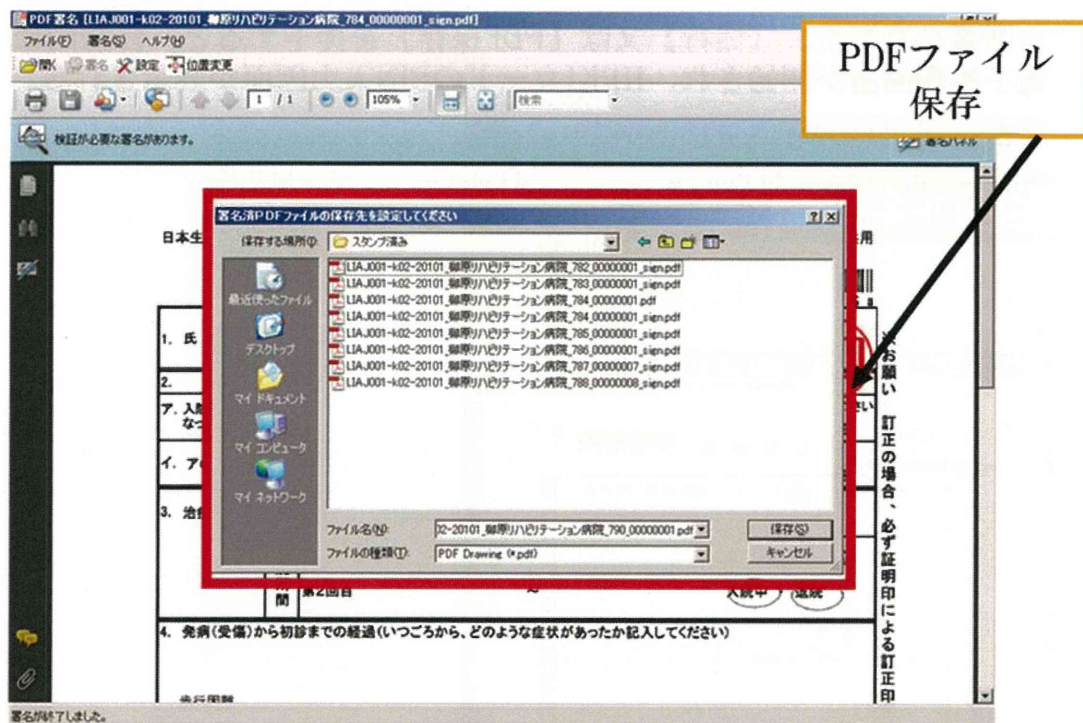 PDF署名 [LIAJ001-k02-20101_御原リハビリテーション病院_784_00000001_sign.pdf]
ファイル(F) 署名(S) ヘルプ(H)
開く 署名 設定 位置変更
1 / 1 105% 検索
検証が必要な署名があります。
署名パネル
PDFファイル
保存
日本生
用
署名済PDFファイルの保存先を設定してください
保存する場所(I): スタンプ済み
最近使ったファイル
デスクトップ
マイ ドキュメント
マイ コンピュータ
マイ ネットワーク
LIAJ001-k02-20101_御原リハビリテーション病院_782_00000001_sign.pdf
LIAJ001-k02-20101_御原リハビリテーション病院_783_00000001_sign.pdf
LIAJ001-k02-20101_御原リハビリテーション病院_784_00000001.pdf
LIAJ001-k02-20101_御原リハビリテーション病院_784_00000001_sign.pdf
LIAJ001-k02-20101_御原リハビリテーション病院_785_00000001_sign.pdf
LIAJ001-k02-20101_御原リハビリテーション病院_786_00000001_sign.pdf
LIAJ001-k02-20101_御原リハビリテーション病院_787_00000007_sign.pdf
LIAJ001-k02-20101_御原リハビリテーション病院_788_00000008_sign.pdf
ファイル名(N): 02-20101_御原リハビリテーション病院_790_00000001.pdf 保存(S)
ファイルの種類(T): PDF Drawing (*.pdf) キャンセル
1. 氏
2.
ア. 入院
なっ
さい
イ. アの
3. 治
期間
第2回目 ～ 入院中・退院
4. 発病(受傷)から初診までの経過(いつごろから、どのような症状があったか記入してください)
歩行困難
お願い 訂正の場合、必ず証明印による訂正印
署名が終了しました。